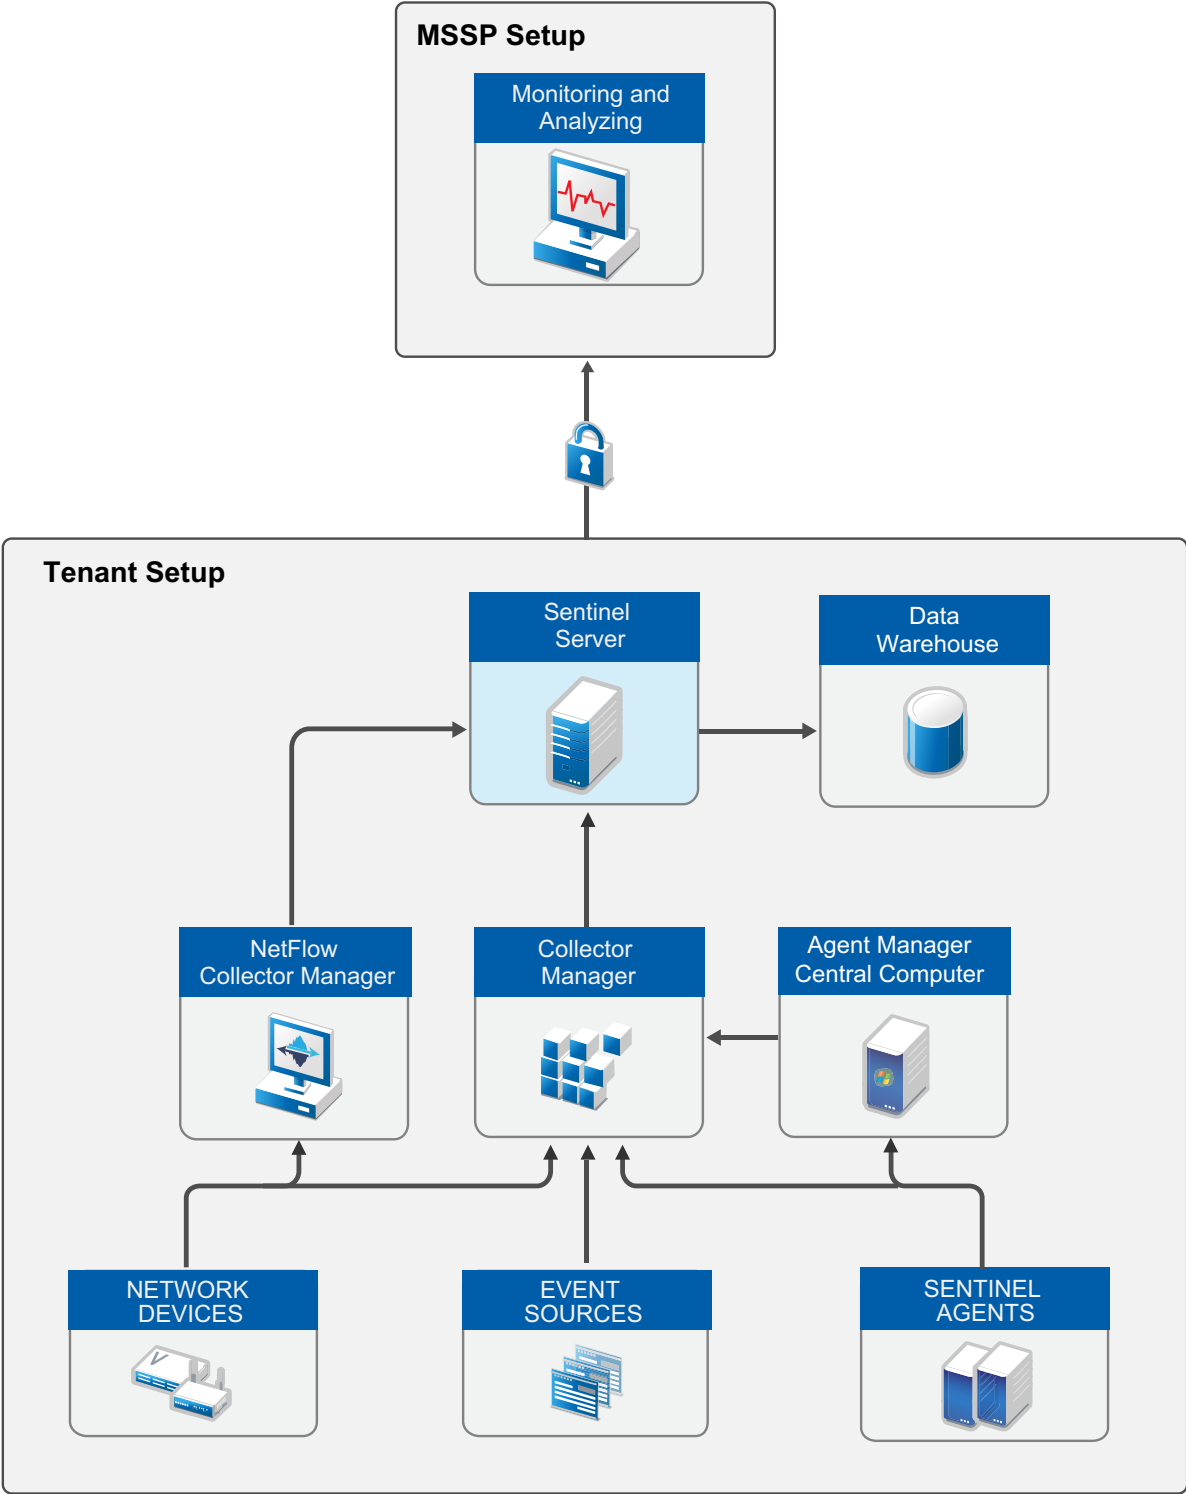 MSSP Setup
Monitoring and
Analyzing
Tenant Setup
Sentinel
Server
Data
Warehouse
NetFlow
Collector Manager
Collector
Manager
Agent Manager
Central Computer
NETWORK
DEVICES
EVENT
SOURCES
SENTINEL
AGENTS